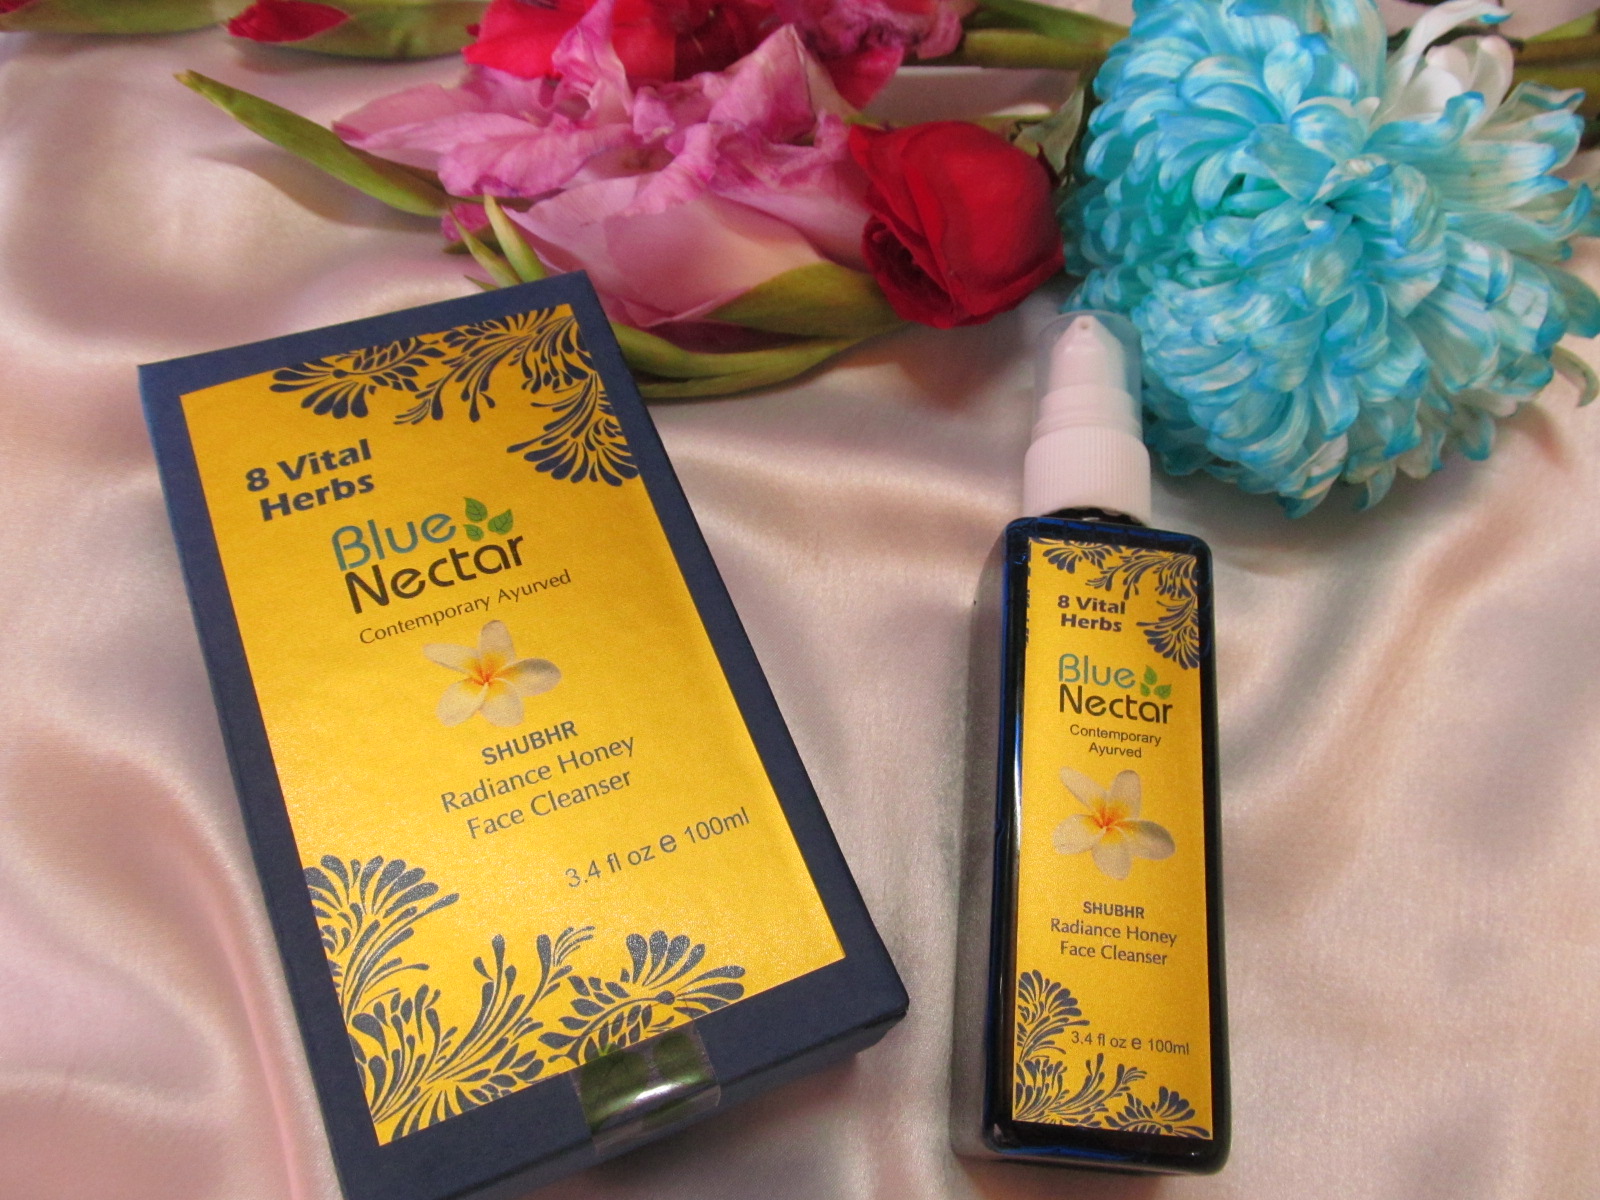 8 Vital
Herbs
Blue
Nectar
Contemporary Ayurved
SHUBHR
Radiance Honey
Face Cleanser
3.4 fl oz e 100ml
8 Vital
Herbs
Blue
Nectar
Contemporary
Ayurved
SHUBHR
Radiance Honey
Face Cleanser
3.4 fl oz e 100ml